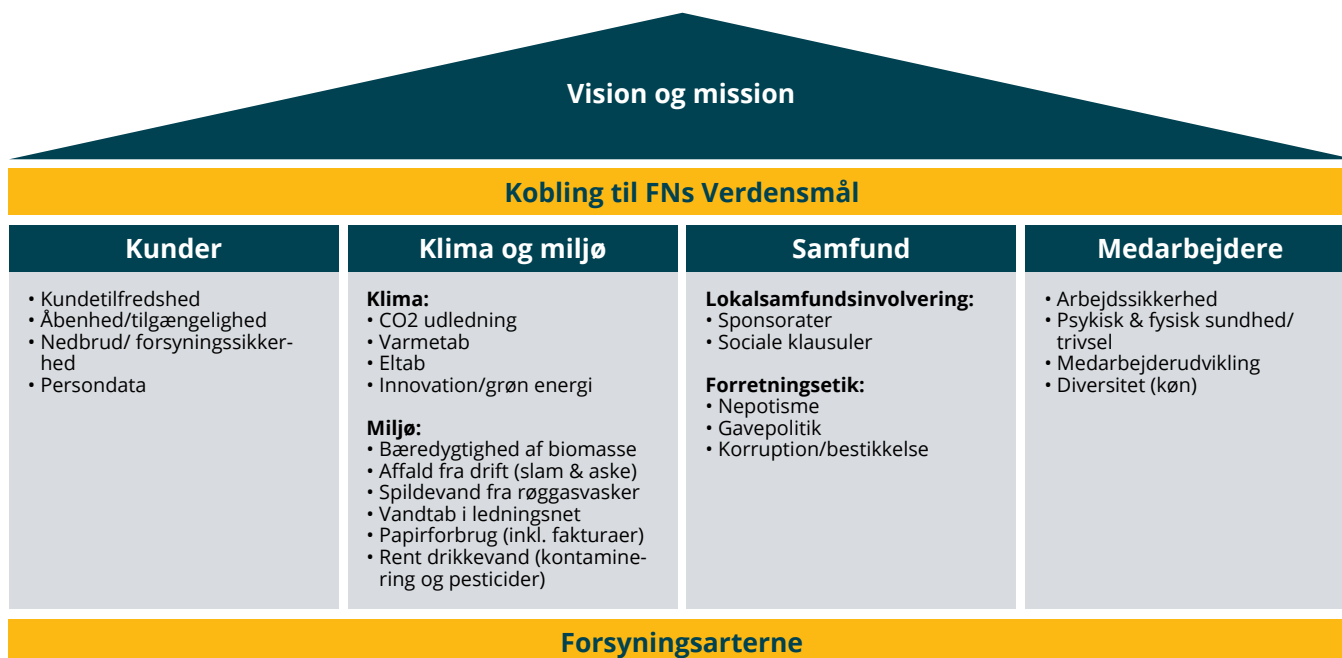 Vision og mission
Kobling til FNs Verdensmål
Kunder
• Kundetilfredshed
• Åbenhed/tilgængelighed
• Nedbrud/ forsyningssikker-
hed
• Persondata
Klima og miljø
Klima:
• CO2 udledning
• Varmetab
• Eltab
• Innovation/grøn energi
Miljø:
• Bæredygtighed af biomasse
• Affald fra drift (slam & aske)
• Spildevand fra røggasvasker
• Vandtab i ledningsnet
• Papirforbrug (inkl. fakturaer)
• Rent drikkevand (kontamine-
ring og pesticider)
Samfund
Lokalsamfundsinvolvering:
• Sponsorater
• Sociale klausuler
Forretningsetik:
• Nepotisme
• Gavepolitik
• Korruption/bestikkelse
Medarbejdere
• Arbejdssikkerhed
• Psykisk & fysisk sundhed/
trivsel
• Medarbejderudvikling
• Diversitet (køn)
Forsyningsarterne